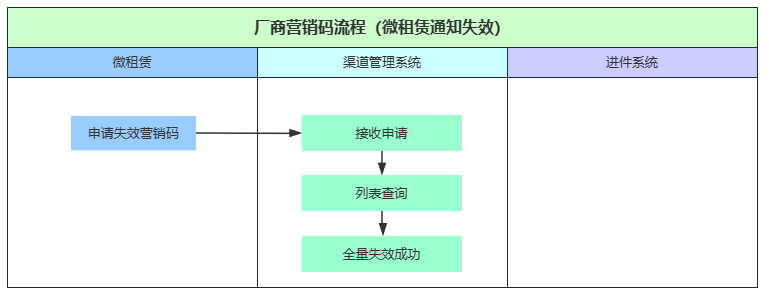 厂商营销码流程（微租赁通知失效）
微租赁
渠道管理系统
进件系统
申请失效营销码
接收申请
列表查询
全量失效成功